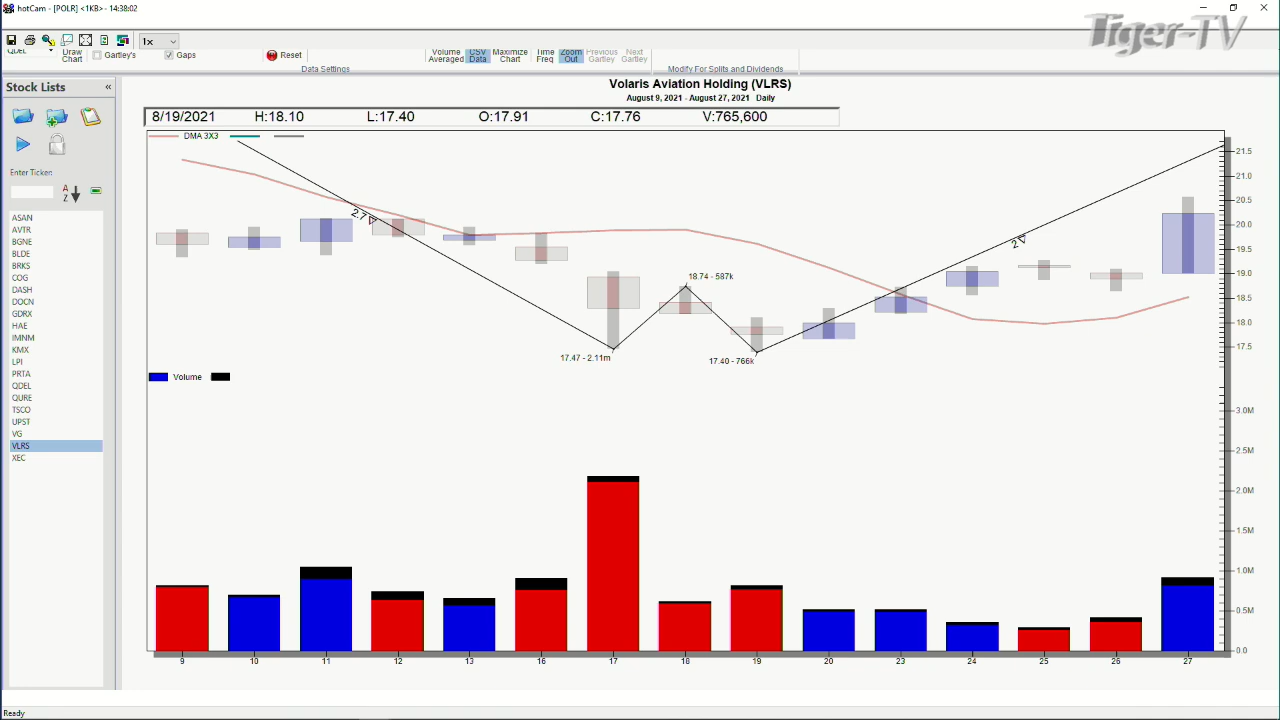 hotCam - [POLR] <1KB> - 14:38:02
Tiger-TV
1x
Draw
Chart
Gartley's
Gaps
Reset
Volume
Averaged
CSV
Data
Maximize
Chart
Time
Freq
Zoom
Out
Previous
Gartley
Next
Gartley
Data Settings
Modify For Splits and Dividends
Stock Lists «
Volaris Aviation Holding (VLRS)
August 9, 2021 - August 27, 2021 Daily
8/19/2021 H:18.10 L:17.40 O:17.91 C:17.76 V:765,600
DMA 3X3
Enter Ticker:
A
Z
ASAN
AVTR
BGNE
BLDE
BRKS
COG
DASH
DOCN
GDRX
HAE
IMNM
KMX
LPI
PRTA
QDEL
QURE
TSCO
UPST
VG
VLRS
XEC
2.7
2
18.74 - 587k
17.47 - 2.11m
17.40 - 766k
21.5
21.0
20.5
20.0
19.5
19.0
18.5
18.0
17.5
Volume
3.0M
2.5M
2.0M
1.5M
1.0M
0.5M
0.0
9 10 11 12 13 16 17 18 19 20 23 24 25 26 27
Ready